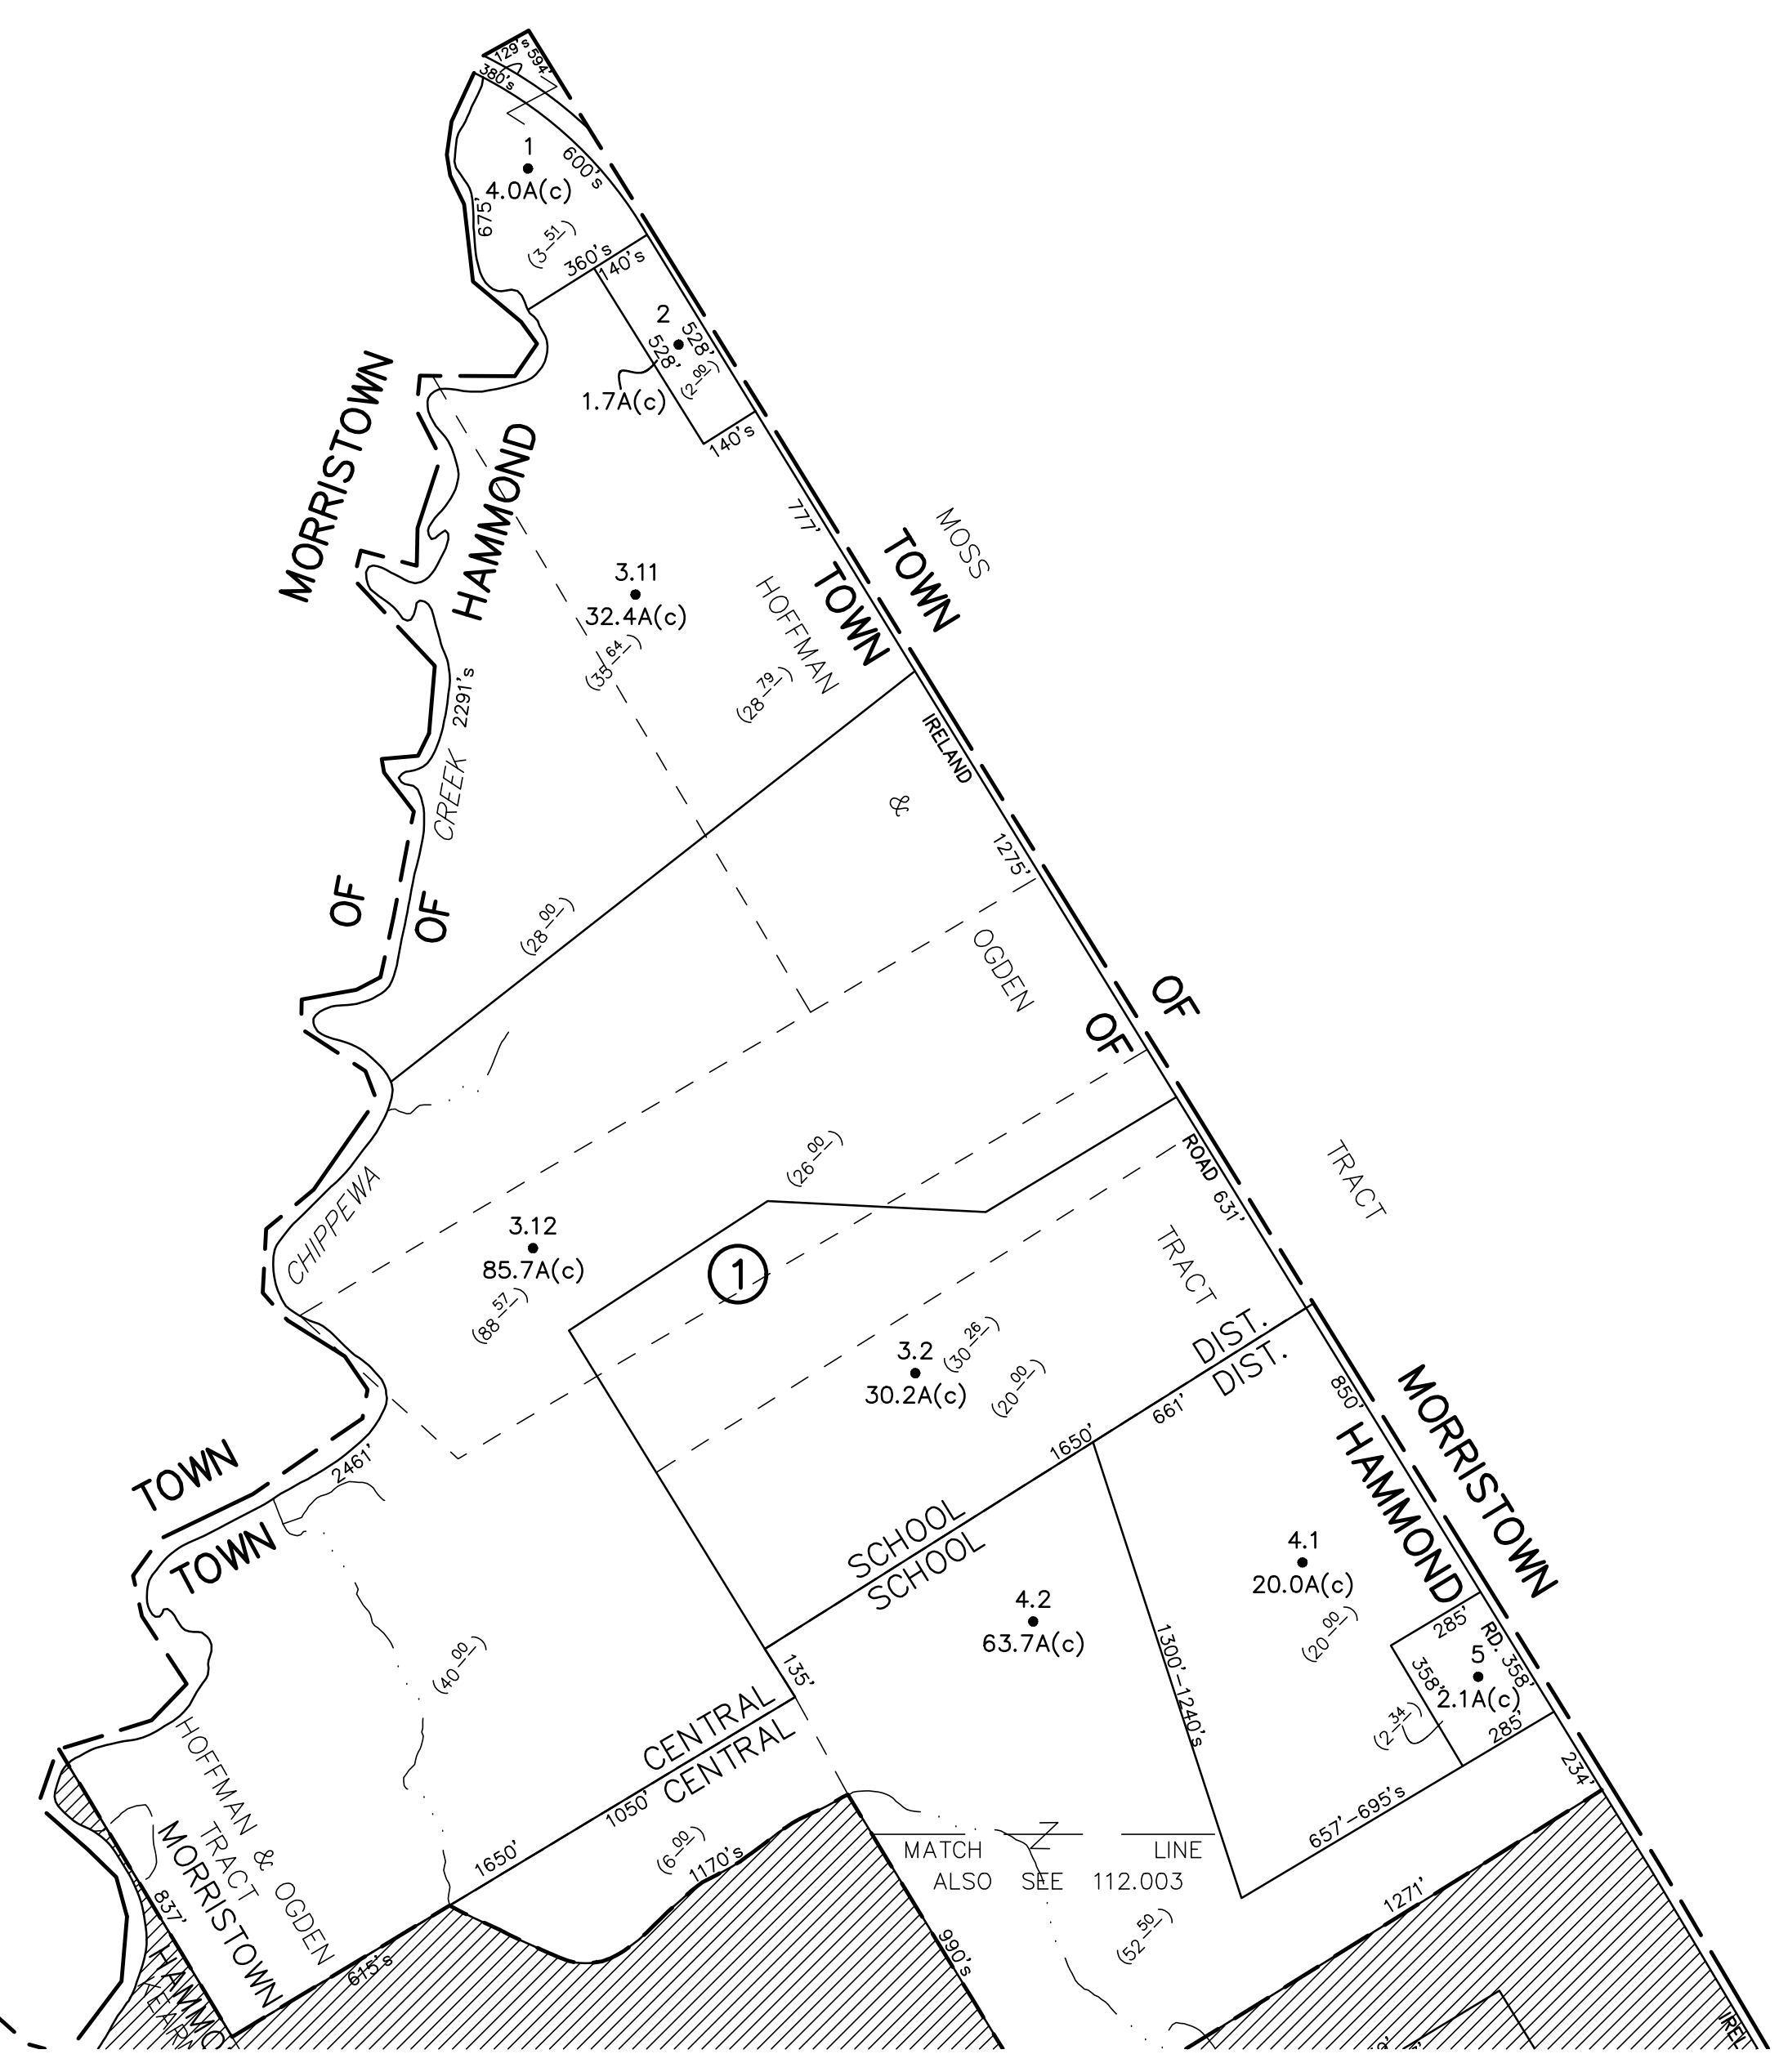 129's
594'
380's
1
4.0A(c)
600's
675'
(3 51)
360's
140's
2
528'
528'
(2 00)
1.7A(c)
140's
MORRISTOWN
HAMMOND
777'
MOSS
TOWN
TOWN
3.11
32.4A(c)
(35 64)
HOFFMAN
(28 79)
2291's
CREEK
IRELAND
&
1275'
OF
OF
(28 00)
OGDEN
OF
OF
(26 00)
ROAD
631'
TRACT
TRACT
CHIPPEWA
3.12
85.7A(c)
(88 57)
1
3.2
30.2A(c)
(30 26)
(20 00)
DIST.
DIST.
850'
MORRISTOWN
HAMMOND
661'
1650'
2461'
TOWN
TOWN
SCHOOL
SCHOOL
4.1
20.0A(c)
(20 00)
4.2
63.7A(c)
1300'-1240's
285'
RD.
358'
358'
5
2.1A(c)
(2 34)
285'
234'
135'
(40 00)
CENTRAL
CENTRAL
1050'
1650'
(6 00)
1170's
657'-695's
HOFFMAN & OGDEN
TRACT
MORRISTOWN
837'
615's
MATCH LINE
ALSO SEE 112.003
(52 50)
1271'
990's
HAMMO
IREL